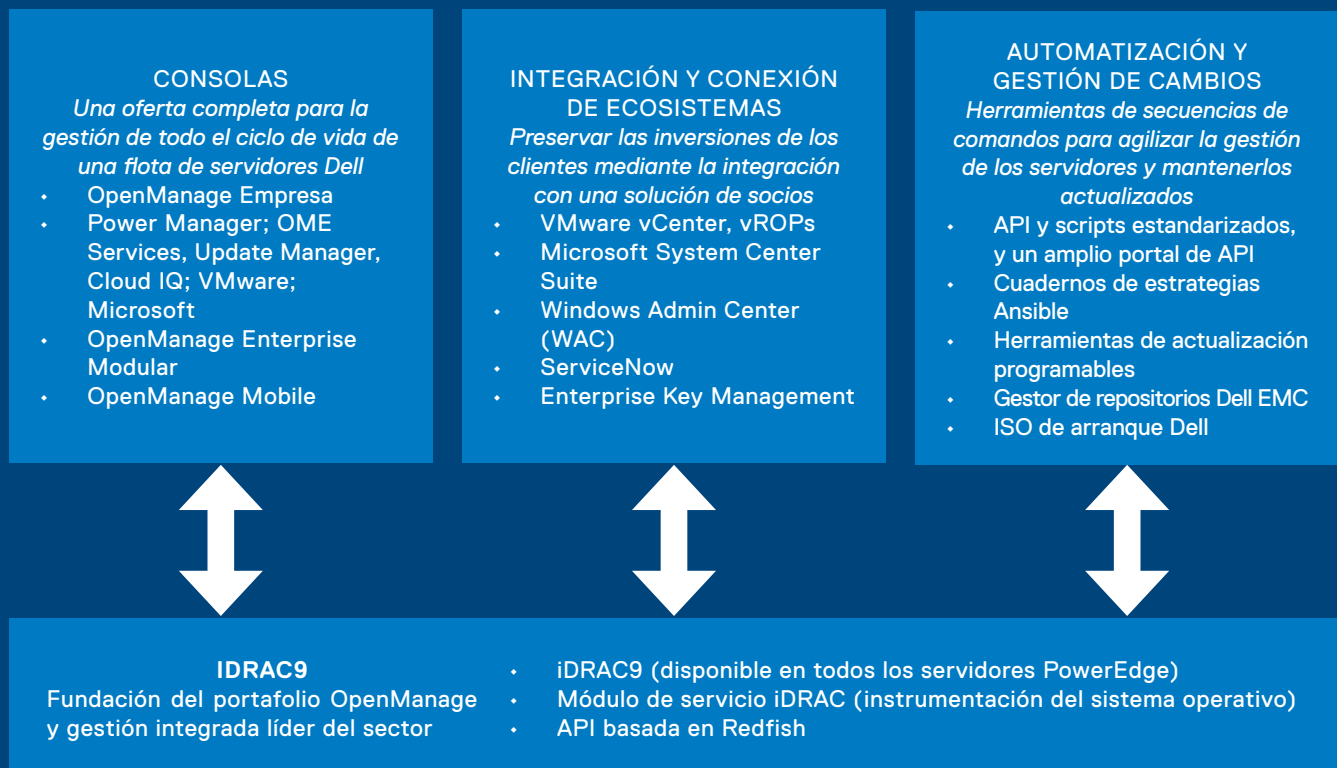 CONSOLAS
Una oferta completa para la
gestión de todo el ciclo de vida de
una flota de servidores Dell
• OpenManage Empresa
• Power Manager; OME
Services, Update Manager,
Cloud IQ; VMware;
Microsoft
• OpenManage Enterprise
Modular
• OpenManage Mobile
INTEGRACIÓN Y CONEXIÓN
DE ECOSISTEMAS
Preservar las inversiones de los
clientes mediante la integración
con una solución de socios
• VMware vCenter, vROPs
• Microsoft System Center
Suite
• Windows Admin Center
(WAC)
• ServiceNow
• Enterprise Key Management
AUTOMATIZACIÓN Y
GESTIÓN DE CAMBIOS
Herramientas de secuencias de
comandos para agilizar la gestión
de los servidores y mantenerlos
actualizados
• API y scripts estandarizados,
y un amplio portal de API
• Cuadernos de estrategias
Ansible
• Herramientas de actualización
programables
• Gestor de repositorios Dell EMC
• ISO de arranque Dell
IDRAC9
Fundación del portafolio OpenManage
y gestión integrada líder del sector
• iDRAC9 (disponible en todos los servidores PowerEdge)
• Módulo de servicio iDRAC (instrumentación del sistema operativo)
• API basada en Redfish